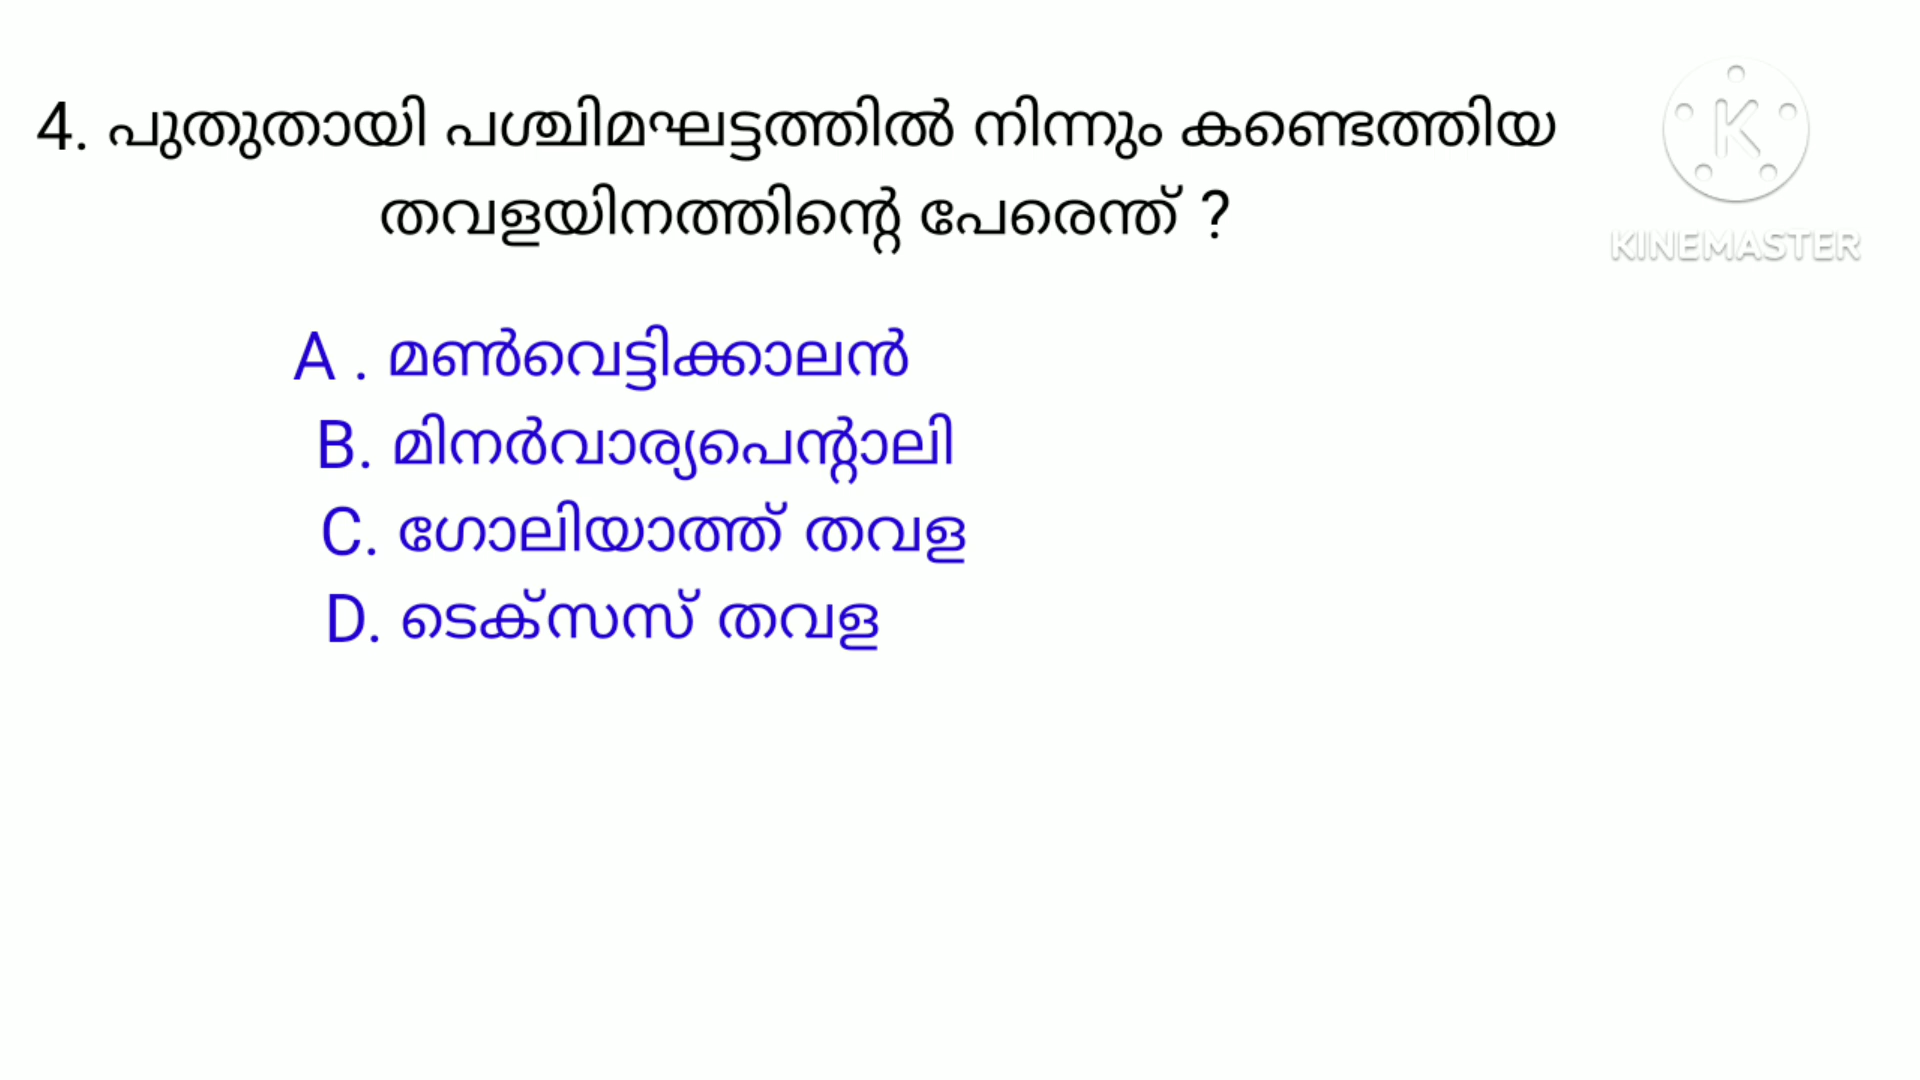 4. പുതുതായി പശ്ചിമഘട്ടത്തിൽ നിന്നും കണ്ടെത്തിയ
തവളയിനത്തിന്റെ പേരെന്ത് ?
K
KINEMASTER
A . മൺവെട്ടിക്കാലൻ
B. മിനർവാര്യപെന്റാലി
C. ഗോലിയാത്ത് തവള
D. ടെക്സസ് തവള